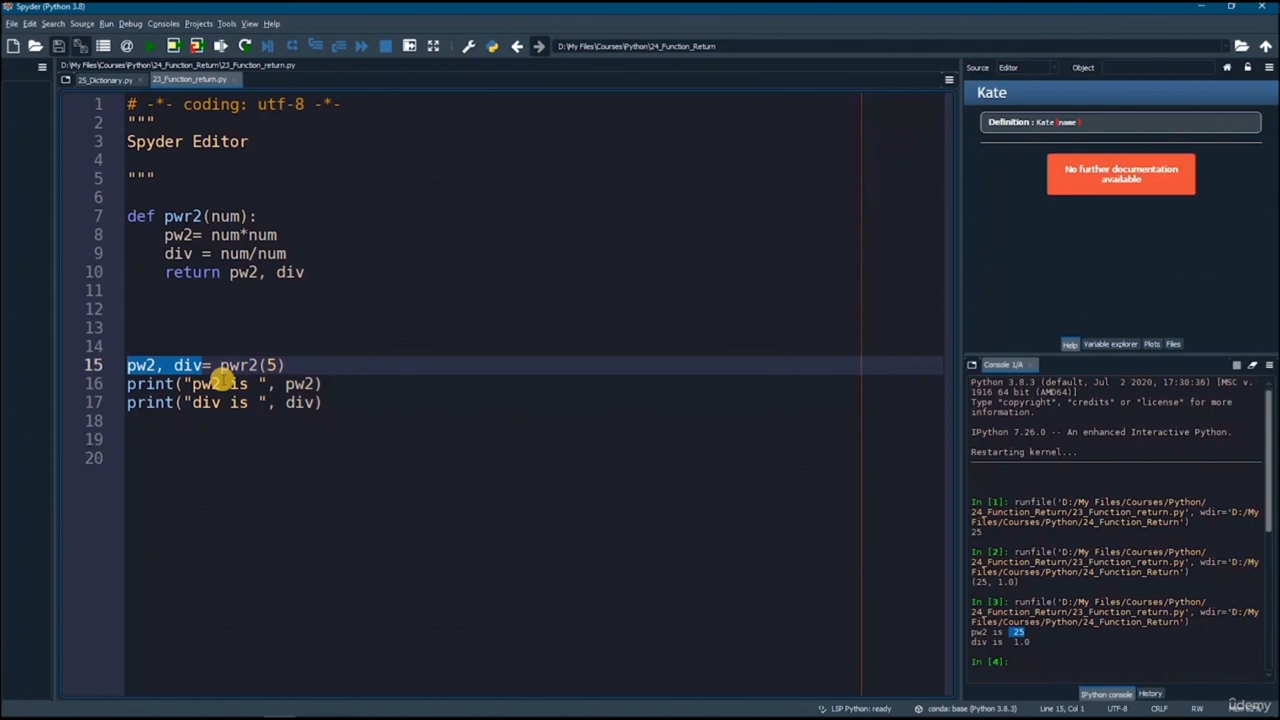 Spyder (Python 3.8)
File Edit Search Source Run Debug Consoles Projects Tools View Help
D:\My Files\Courses\Python\24_Function_Return
D:\My Files\Courses\Python\24_Function_Return\23_Function_return.py
25_Dictionary.py 23_Function_return.py
1 # -*- coding: utf-8 -*-
2 """
3 Spyder Editor
4
5 """
6
7 def pwr2(num):
8 pw2= num*num
9 div = num/num
10 return pw2, div
11
12
13
14
15 pw2, div= pwr2(5)
16 print("pw2 is ", pw2)
17 print("div is ", div)
18
19
20
Source Editor Object
Kate
Definition : Kate(name)
No further documentation
available
Help Variable explorer Plots Files
Console 1/A
Python 3.8.3 (default, Jul 2 2020, 17:30:36) [MSC v.
1916 64 bit (AMD64)]
Type "copyright", "credits" or "license" for more
information.
IPython 7.26.0 -- An enhanced Interactive Python.
Restarting kernel...
In [1]: runfile('D:/My Files/Courses/Python/
24_Function_Return/23_Function_return.py', wdir='D:/My
Files/Courses/Python/24_Function_Return')
25
In [2]: runfile('D:/My Files/Courses/Python/
24_Function_Return/23_Function_return.py', wdir='D:/My
Files/Courses/Python/24_Function_Return')
(25, 1.0)
In [3]: runfile('D:/My Files/Courses/Python/
24_Function_Return/23_Function_return.py', wdir='D:/My
Files/Courses/Python/24_Function_Return')
pw2 is 25
div is 1.0
In [4]:
IPython console History
LSP Python: ready conda: base (Python 3.8.3) Line 15, Col 1 UTF-8 CRLF RW
ûdemy